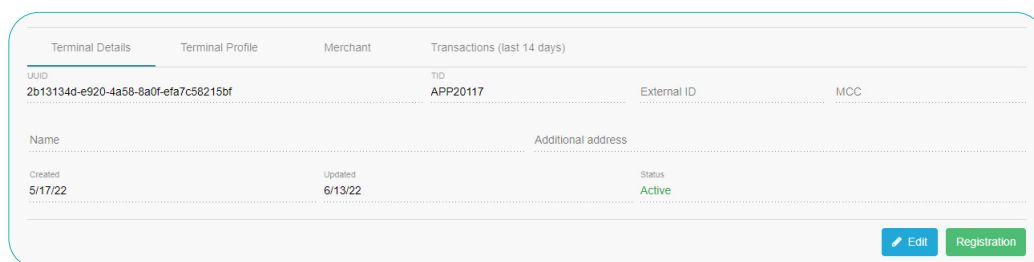 Terminal Details Terminal Profile Merchant Transactions (last 14 days)
UUID TID
2b13134d-e920-4a58-8a0f-efa7c58215bf APP20117 External ID MCC
Name Additional address
Created Updated Status
5/17/22 6/13/22 Active
Edit Registration